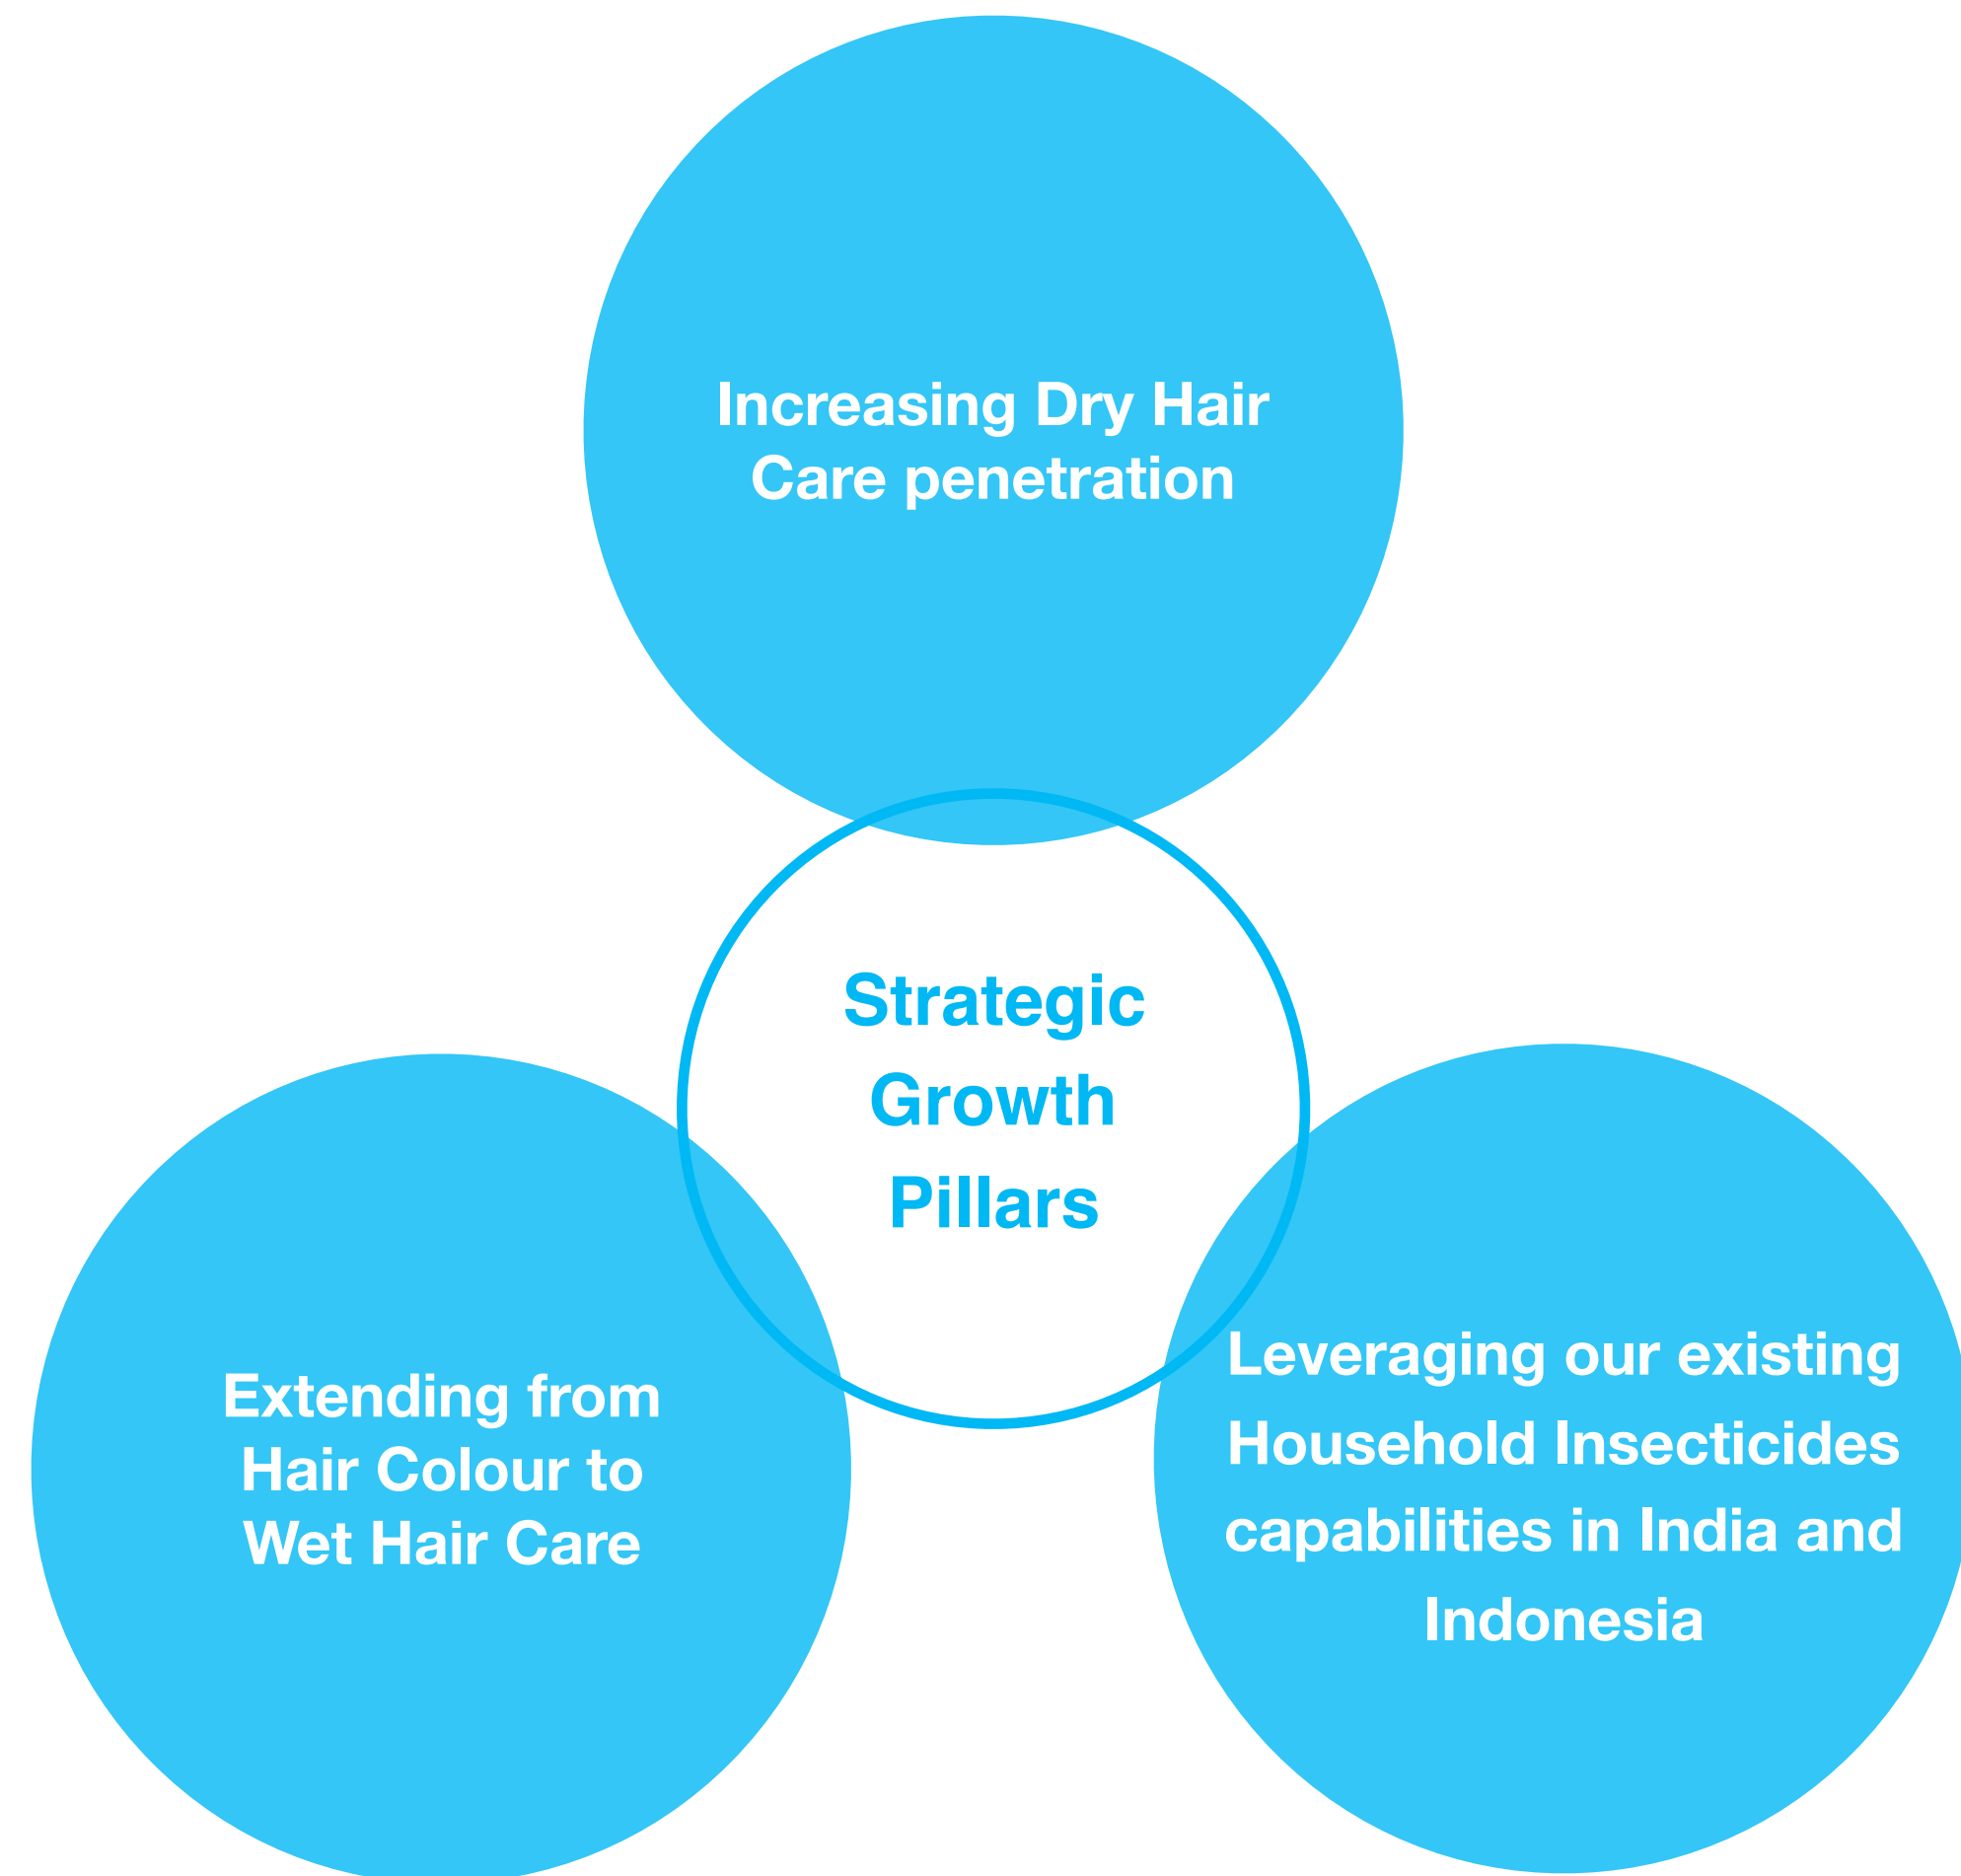 Increasing Dry Hair
Care penetration
Strategic
Growth
Pillars
Extending from
Hair Colour to
Wet Hair Care
Leveraging our existing
Household Insecticides
capabilities in India and
Indonesia